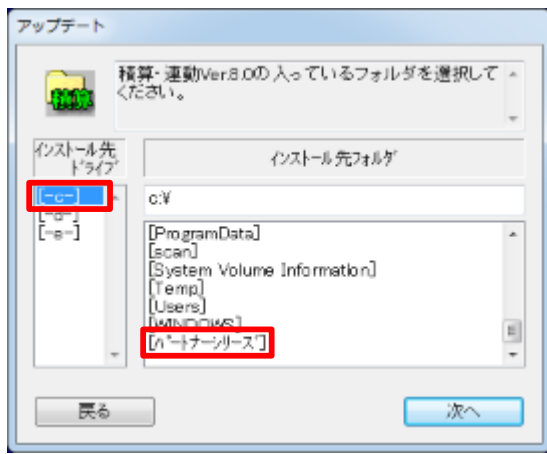 アップデート
積算・連動Ver.8.0の 入っているフォルダを選択して
ください。
インストール先
ドライブ
インストール先フォルダ
[-c-]
[-d-]
[-e-]
c:¥
[ProgramData]
[scan]
[System Volume Information]
[Temp]
[Users]
[WINDOWS]
[パートナーシリーズ]
戻る
次へ